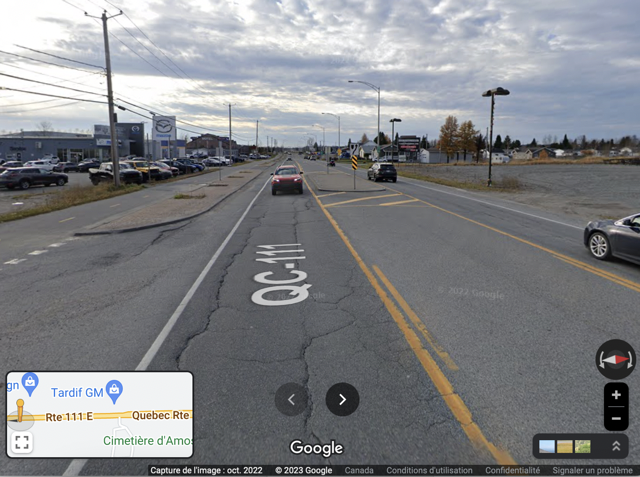 QC-111
© 2022 Google
gn
Tardif GM
Rte 111 E
Quebec Rte
Cimetière d'Amos
Google
Capture de l'image : oct. 2022
© 2023 Google
Canada
Conditions d'utilisation
Confidentialité
Signaler un problème